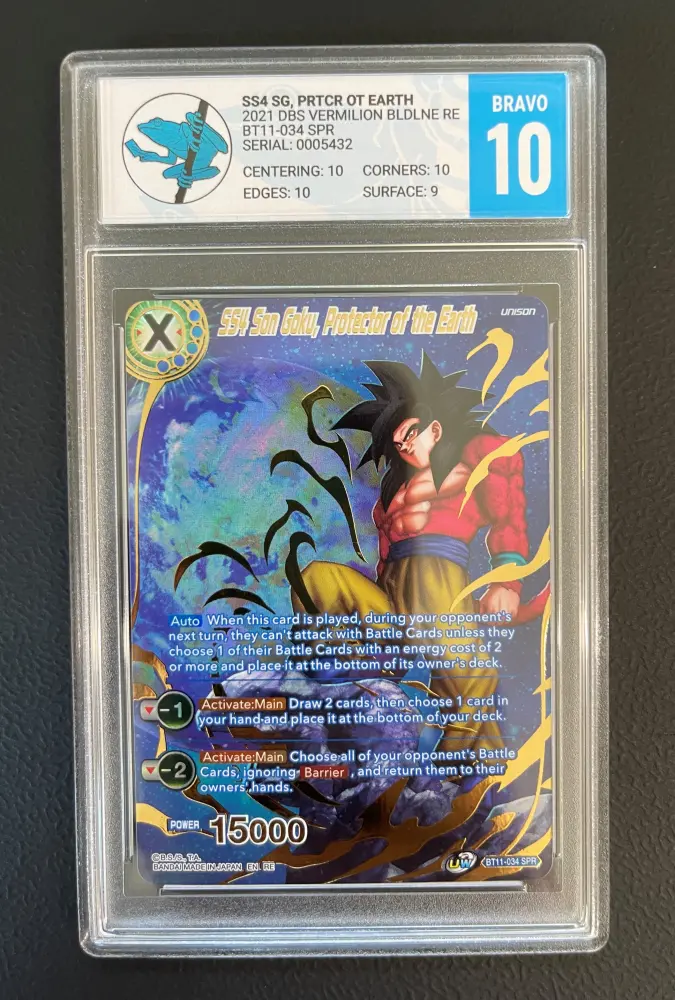 SS4 SG, PRTCR OT EARTH
2021 DBS VERMILION BLDLNE RE
BT11-034 SPR
SERIAL: 0005432
CENTERING: 10 CORNERS: 10
EDGES: 10 SURFACE: 9
BRAVO
10
X
SS4 Son Goku, Protector of the Earth
UNISON
Auto When this card is played, during your opponent's
next turn, they can't attack with Battle Cards unless they
choose 1 of their Battle Cards with an energy cost of 2
or more and place it at the bottom of its owner's deck.
-1 Activate:Main Draw 2 cards, then choose 1 card in
your hand and place it at the bottom of your deck.
-2 Activate:Main Choose all of your opponent's Battle
Cards, ignoring Barrier , and return them to their
owners' hands.
POWER 15000
©B.S./S., T.A.
BANDAI MADE IN JAPAN EN RE
UW
BT11-034 SPR